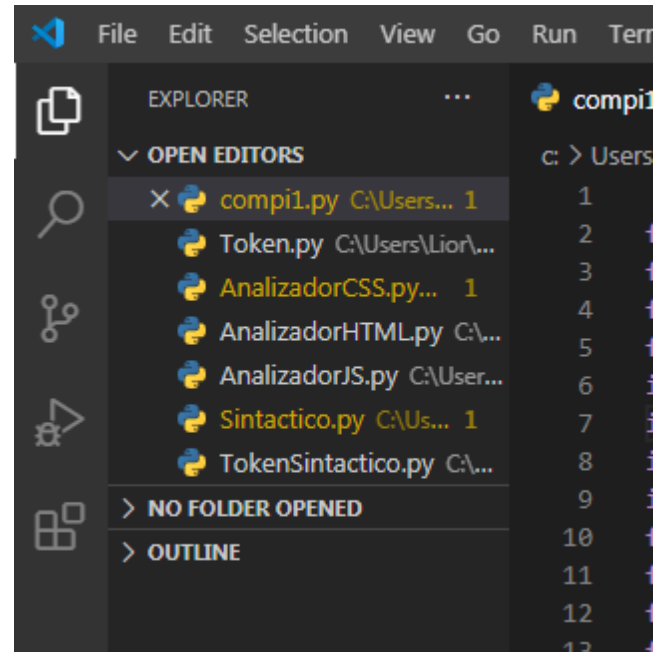 File Edit Selection View Go Run Terr
EXPLORER ... compi1
OPEN EDITORS c: > Users
compi1.py C:\Users... 1 1
Token.py C:\Users\Lior\... 2
AnalizadorCSS.py... 1 3
AnalizadorHTML.py C:\... 4
AnalizadorJS.py C:\User... 5
Sintactico.py C:\Us... 1 6
TokenSintactico.py C:\... 7
NO FOLDER OPENED 8
OUTLINE 9
10
11
12
13